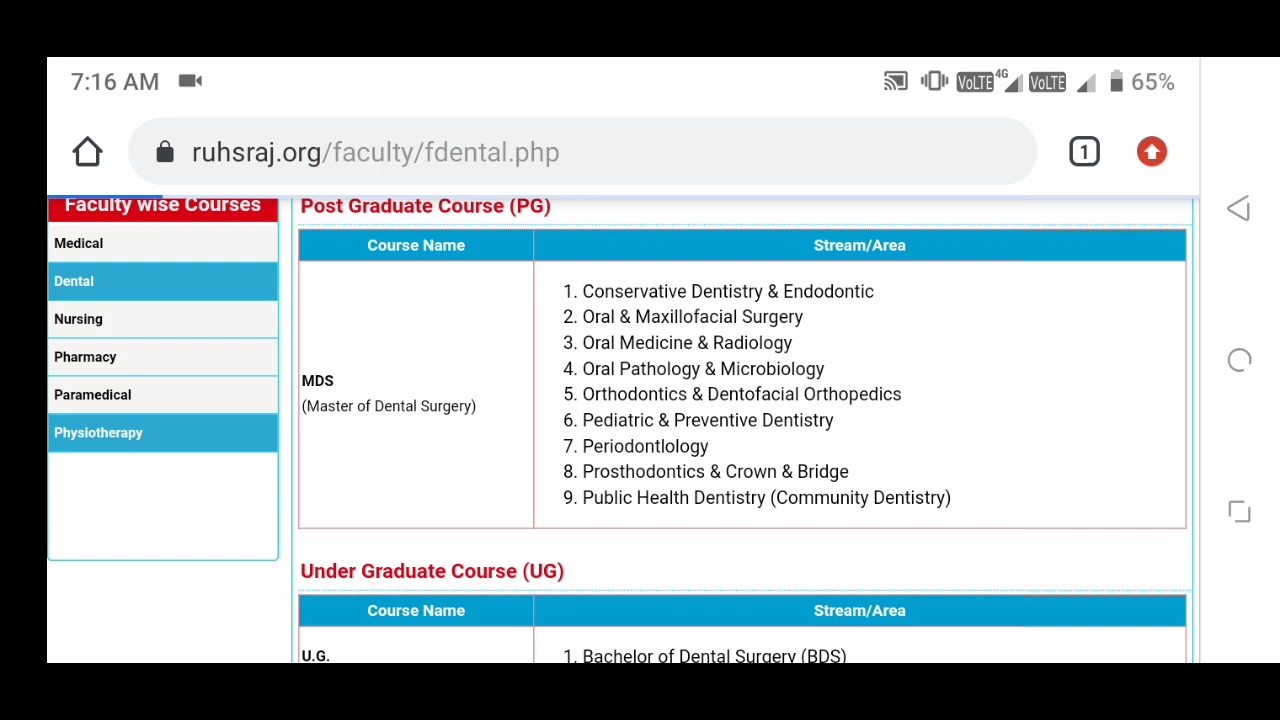 7:16 AM
VoLTE 4G VoLTE 65%
ruhsraj.org/faculty/fdental.php
1
Faculty wise Courses
Medical
Dental
Nursing
Pharmacy
Paramedical
Physiotherapy
Post Graduate Course (PG)
Course Name Stream/Area
MDS
(Master of Dental Surgery)
1. Conservative Dentistry & Endodontic
2. Oral & Maxillofacial Surgery
3. Oral Medicine & Radiology
4. Oral Pathology & Microbiology
5. Orthodontics & Dentofacial Orthopedics
6. Pediatric & Preventive Dentistry
7. Periodontlology
8. Prosthodontics & Crown & Bridge
9. Public Health Dentistry (Community Dentistry)
Under Graduate Course (UG)
Course Name Stream/Area
U.G.
1. Bachelor of Dental Surgery (BDS)